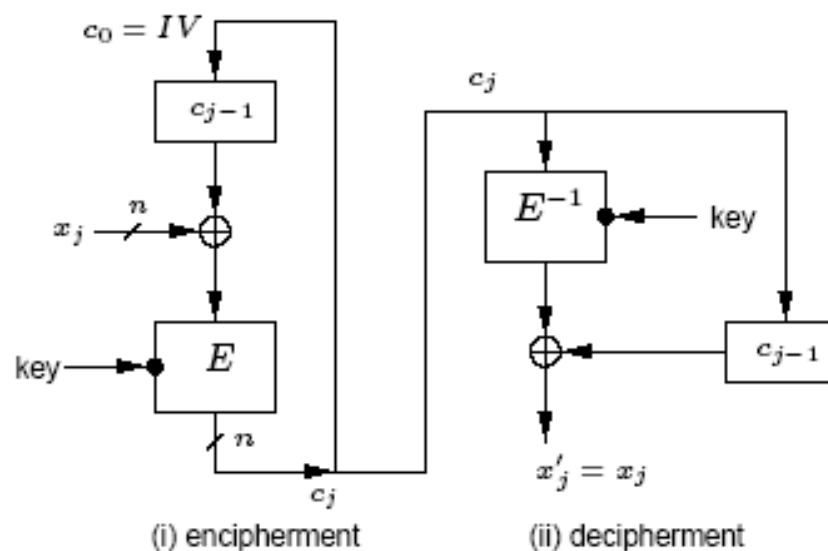 c₀ = IV
cⱼ₋₁
n
xⱼ
E
key
n
cⱼ
(i) encipherment
cⱼ
E⁻¹
key
cⱼ₋₁
x′ⱼ = xⱼ
(ii) decipherment